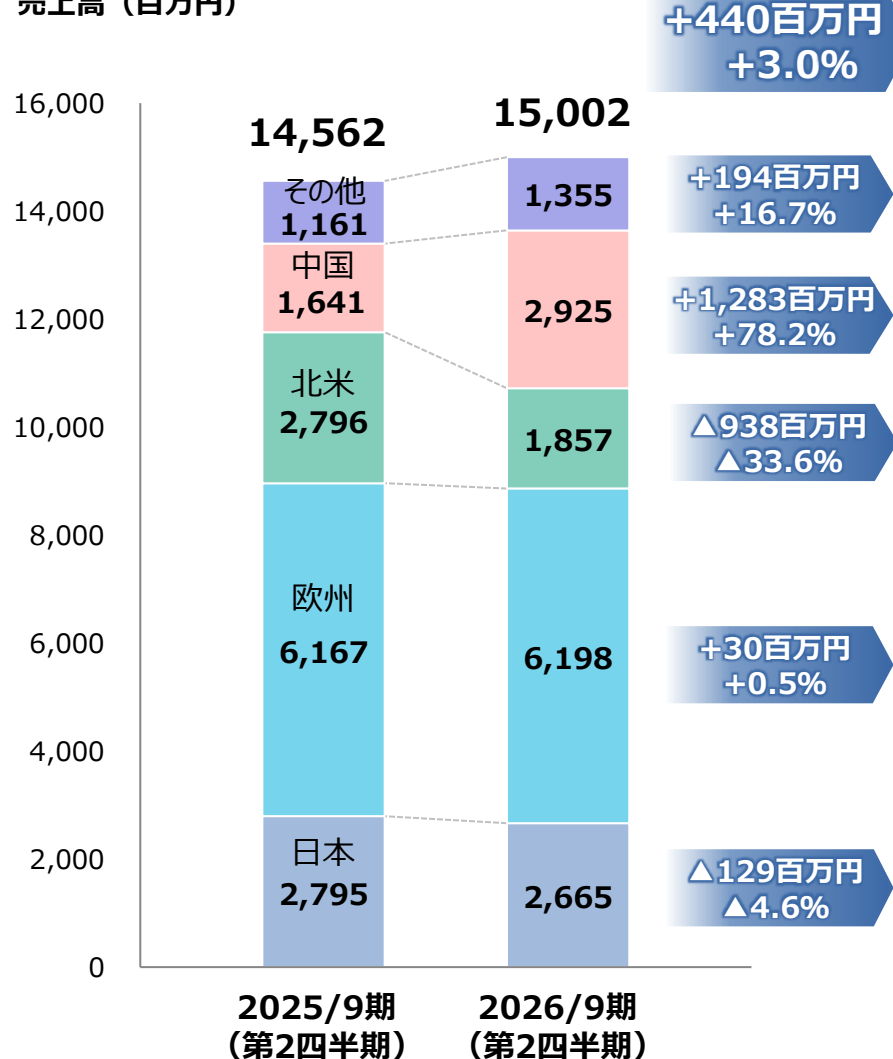 売上高（百万円）
+440百万円
+3.0%
16,000
14,000
12,000
10,000
8,000
6,000
4,000
2,000
0
14,562
その他
1,161
中国
1,641
北米
2,796
欧州
6,167
日本
2,795
15,002
1,355
2,925
1,857
6,198
2,665
+194百万円
+16.7%
+1,283百万円
+78.2%
▲938百万円
▲33.6%
+30百万円
+0.5%
▲129百万円
▲4.6%
2025/9期
（第2四半期）
2026/9期
（第2四半期）